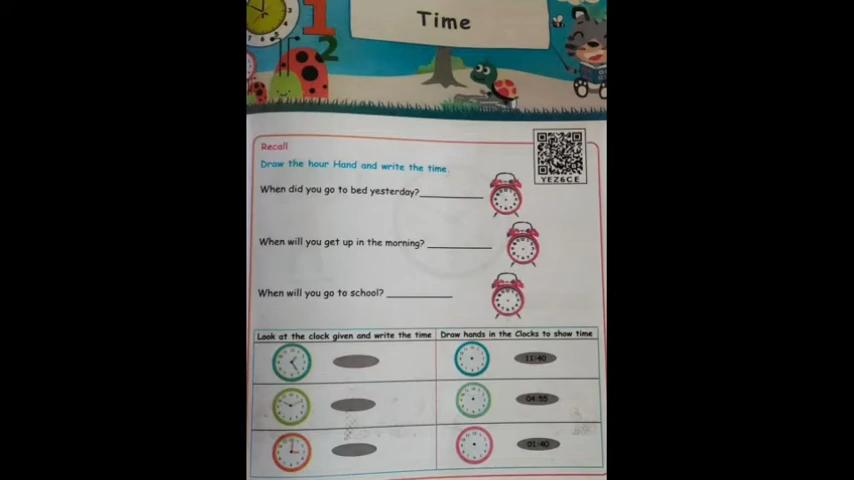 1
2
Time
YEZ6CE
Recall
Draw the hour Hand and write the time.
When did you go to bed yesterday?
When will you get up in the morning?
When will you go to school?
Look at the clock given and write the time
Draw hands in the Clocks to show time
11:40
04:55
01:40